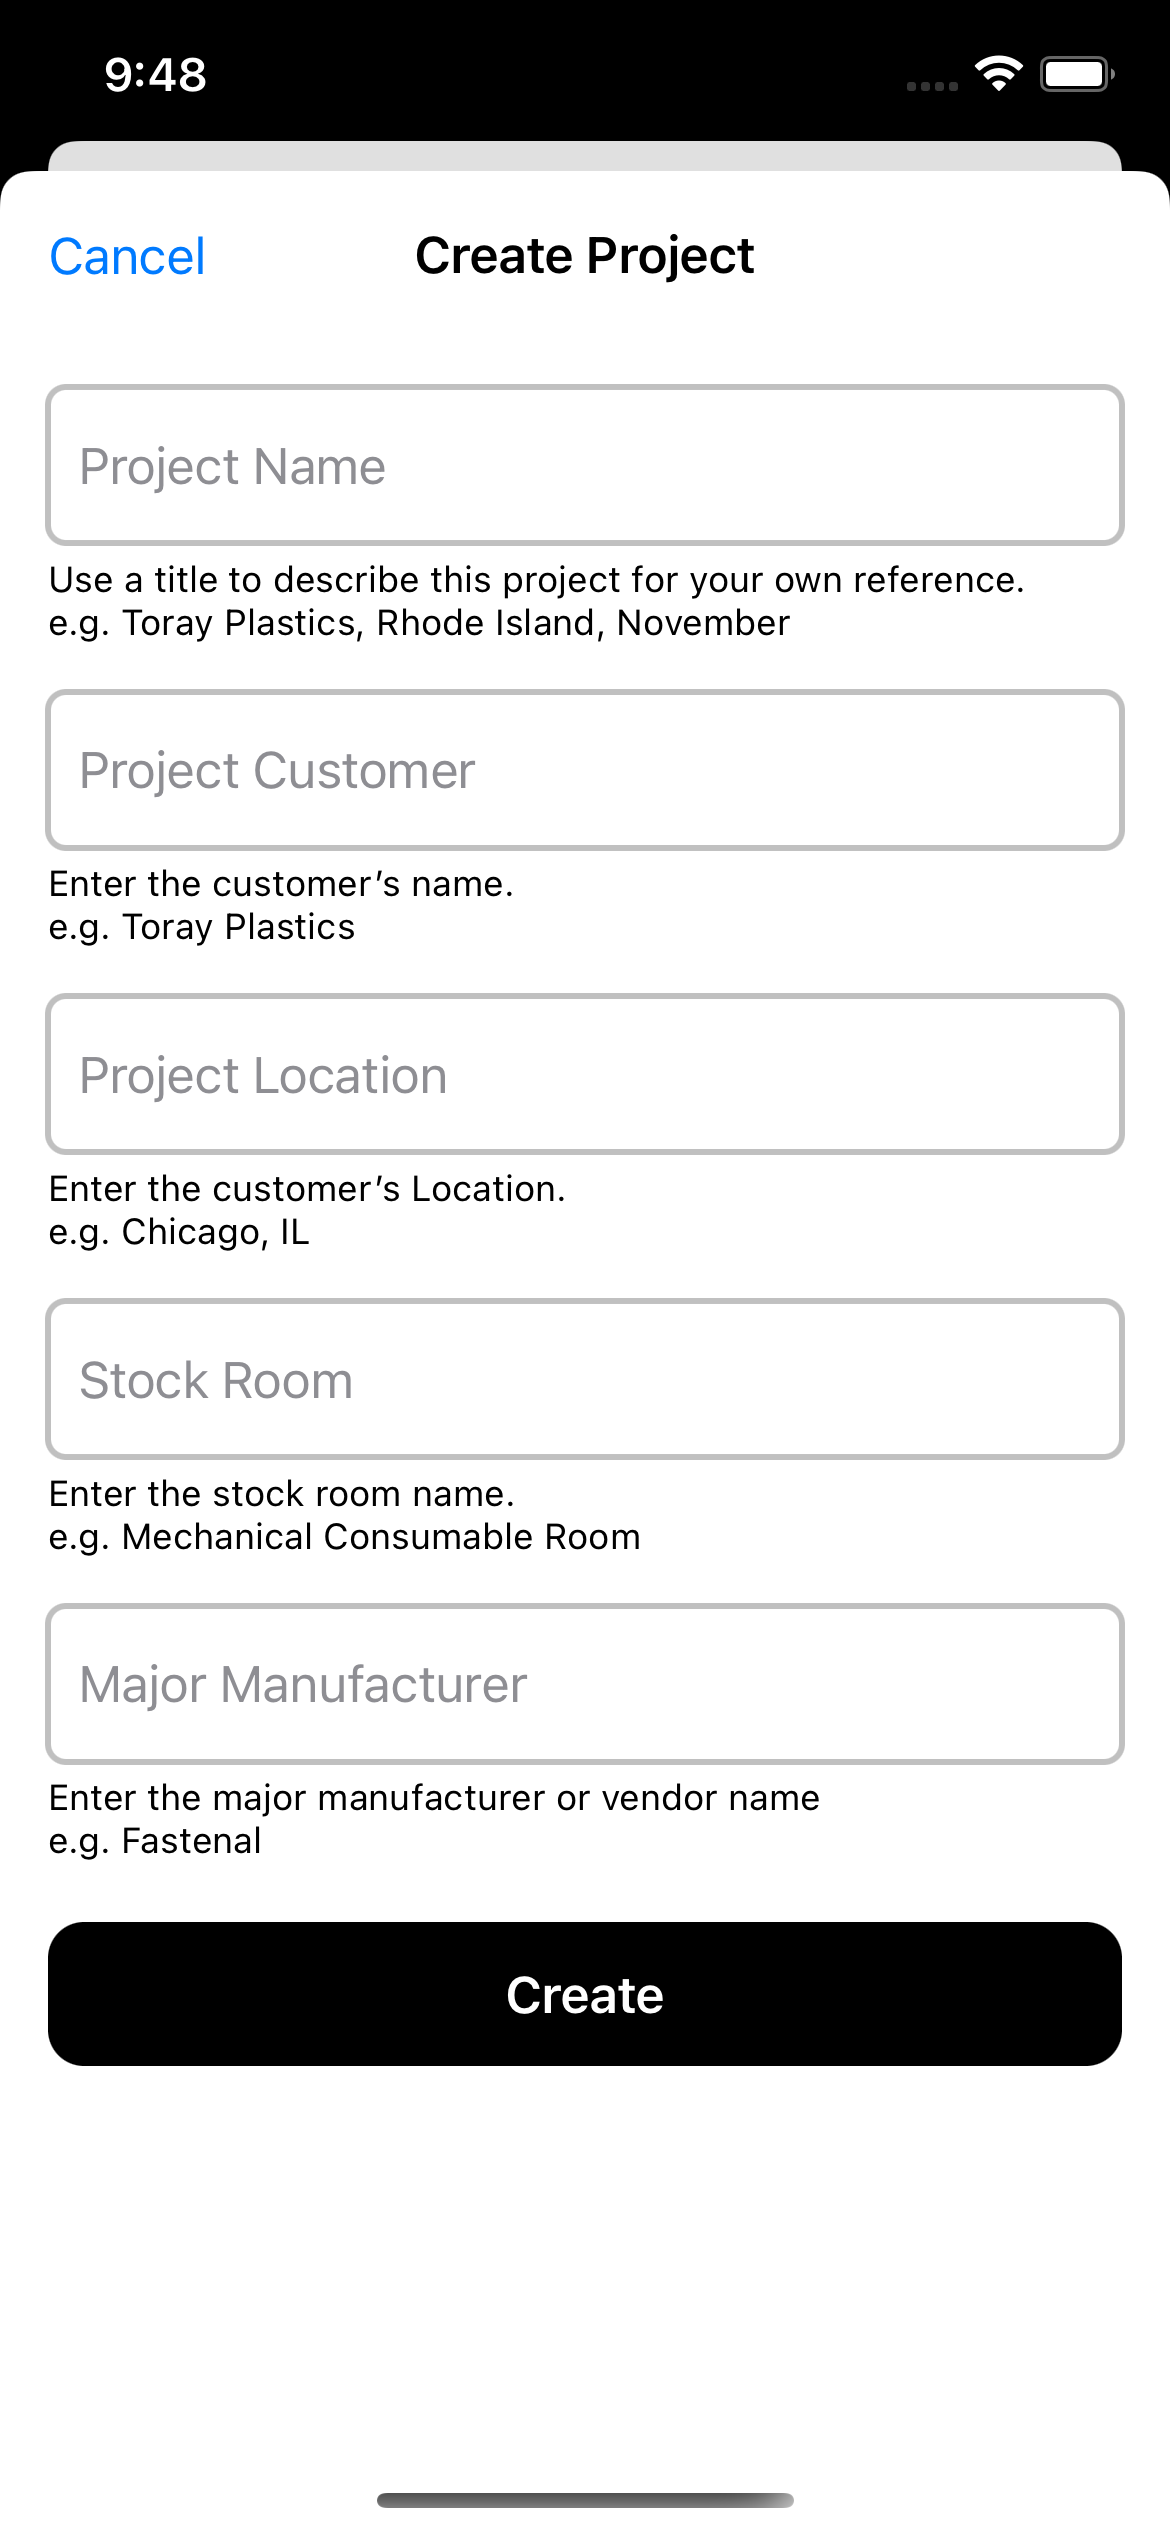 9:48
Cancel
Create Project
Project Name
Use a title to describe this project for your own reference.
e.g. Toray Plastics, Rhode Island, November
Project Customer
Enter the customer’s name.
e.g. Toray Plastics
Project Location
Enter the customer’s Location.
e.g. Chicago, IL
Stock Room
Enter the stock room name.
e.g. Mechanical Consumable Room
Major Manufacturer
Enter the major manufacturer or vendor name
e.g. Fastenal
Create